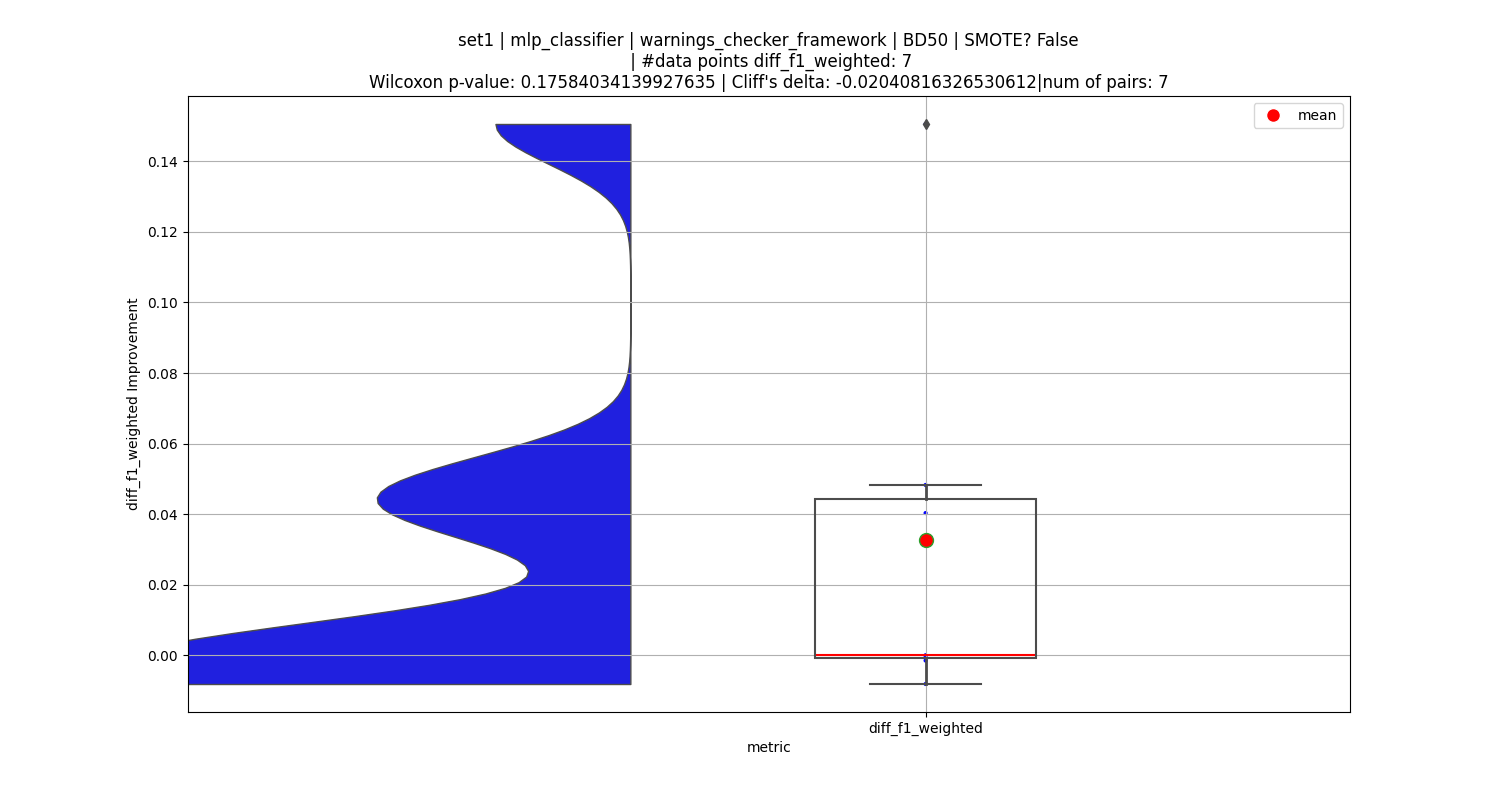 set1 | mlp_classifier | warnings_checker_framework | BD50 | SMOTE? False
| #data points diff_f1_weighted: 7
Wilcoxon p-value: 0.17584034139927635 | Cliff's delta: -0.02040816326530612|num of pairs: 7
mean
0.14
0.12
0.10
0.08
0.06
0.04
0.02
0.00
diff_f1_weighted Improvement
diff_f1_weighted
metric